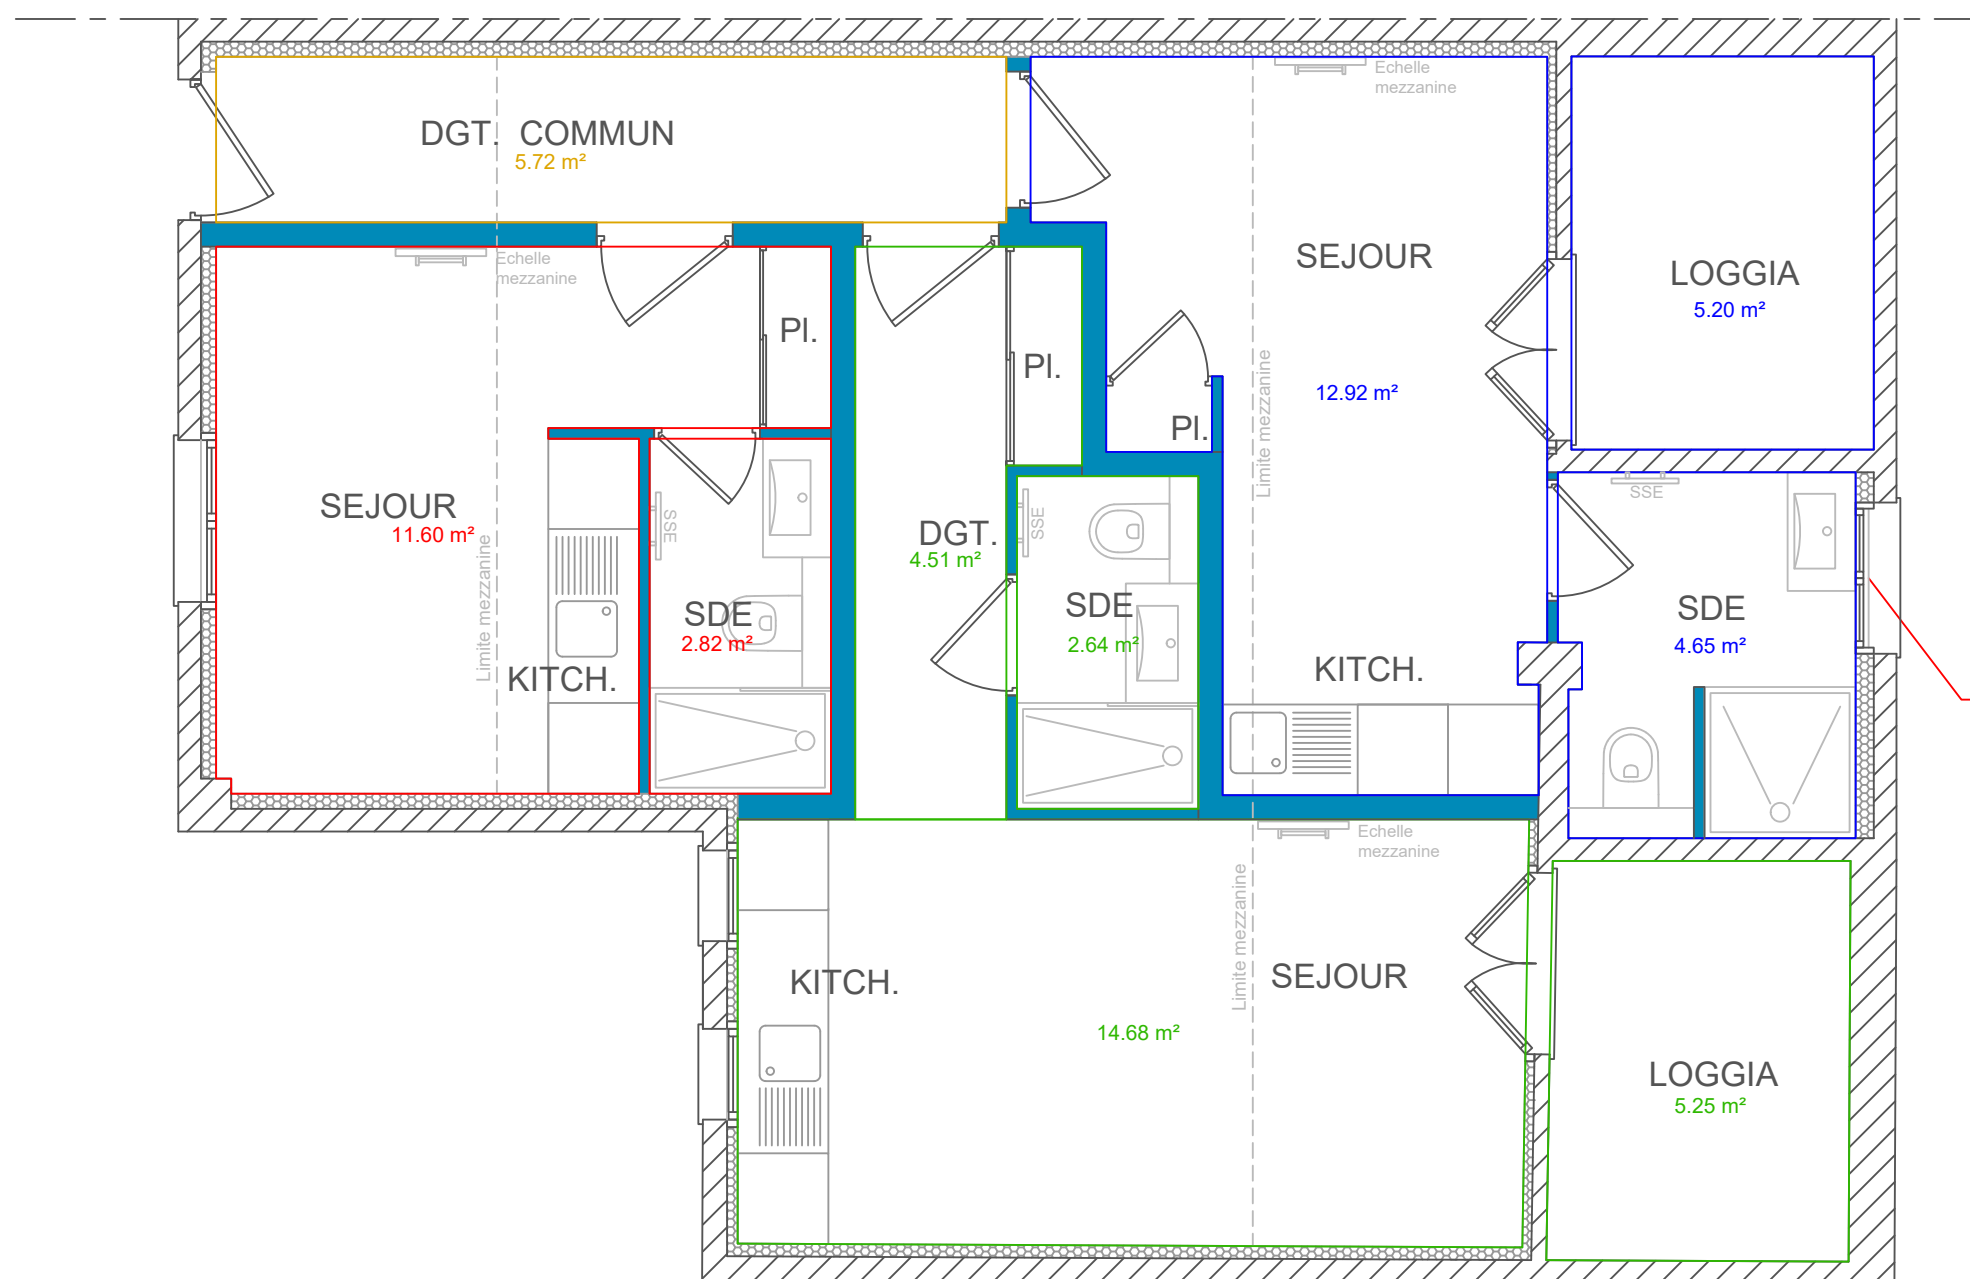 Echelle
mezzanine
DGT. COMMUN
5.72 m²
SEJOUR
LOGGIA
5.20 m²
Echelle
mezzanine
Pl.
Pl.
Limite mezzanine
12.92 m²
Pl.
SEJOUR
11.60 m²
Limite mezzanine
SSE
DGT.
4.51 m²
SSE
SSE
SDE
2.82 m²
SDE
2.64 m²
SDE
4.65 m²
KITCH.
KITCH.
Echelle
mezzanine
Limite mezzanine
KITCH.
SEJOUR
14.68 m²
LOGGIA
5.25 m²